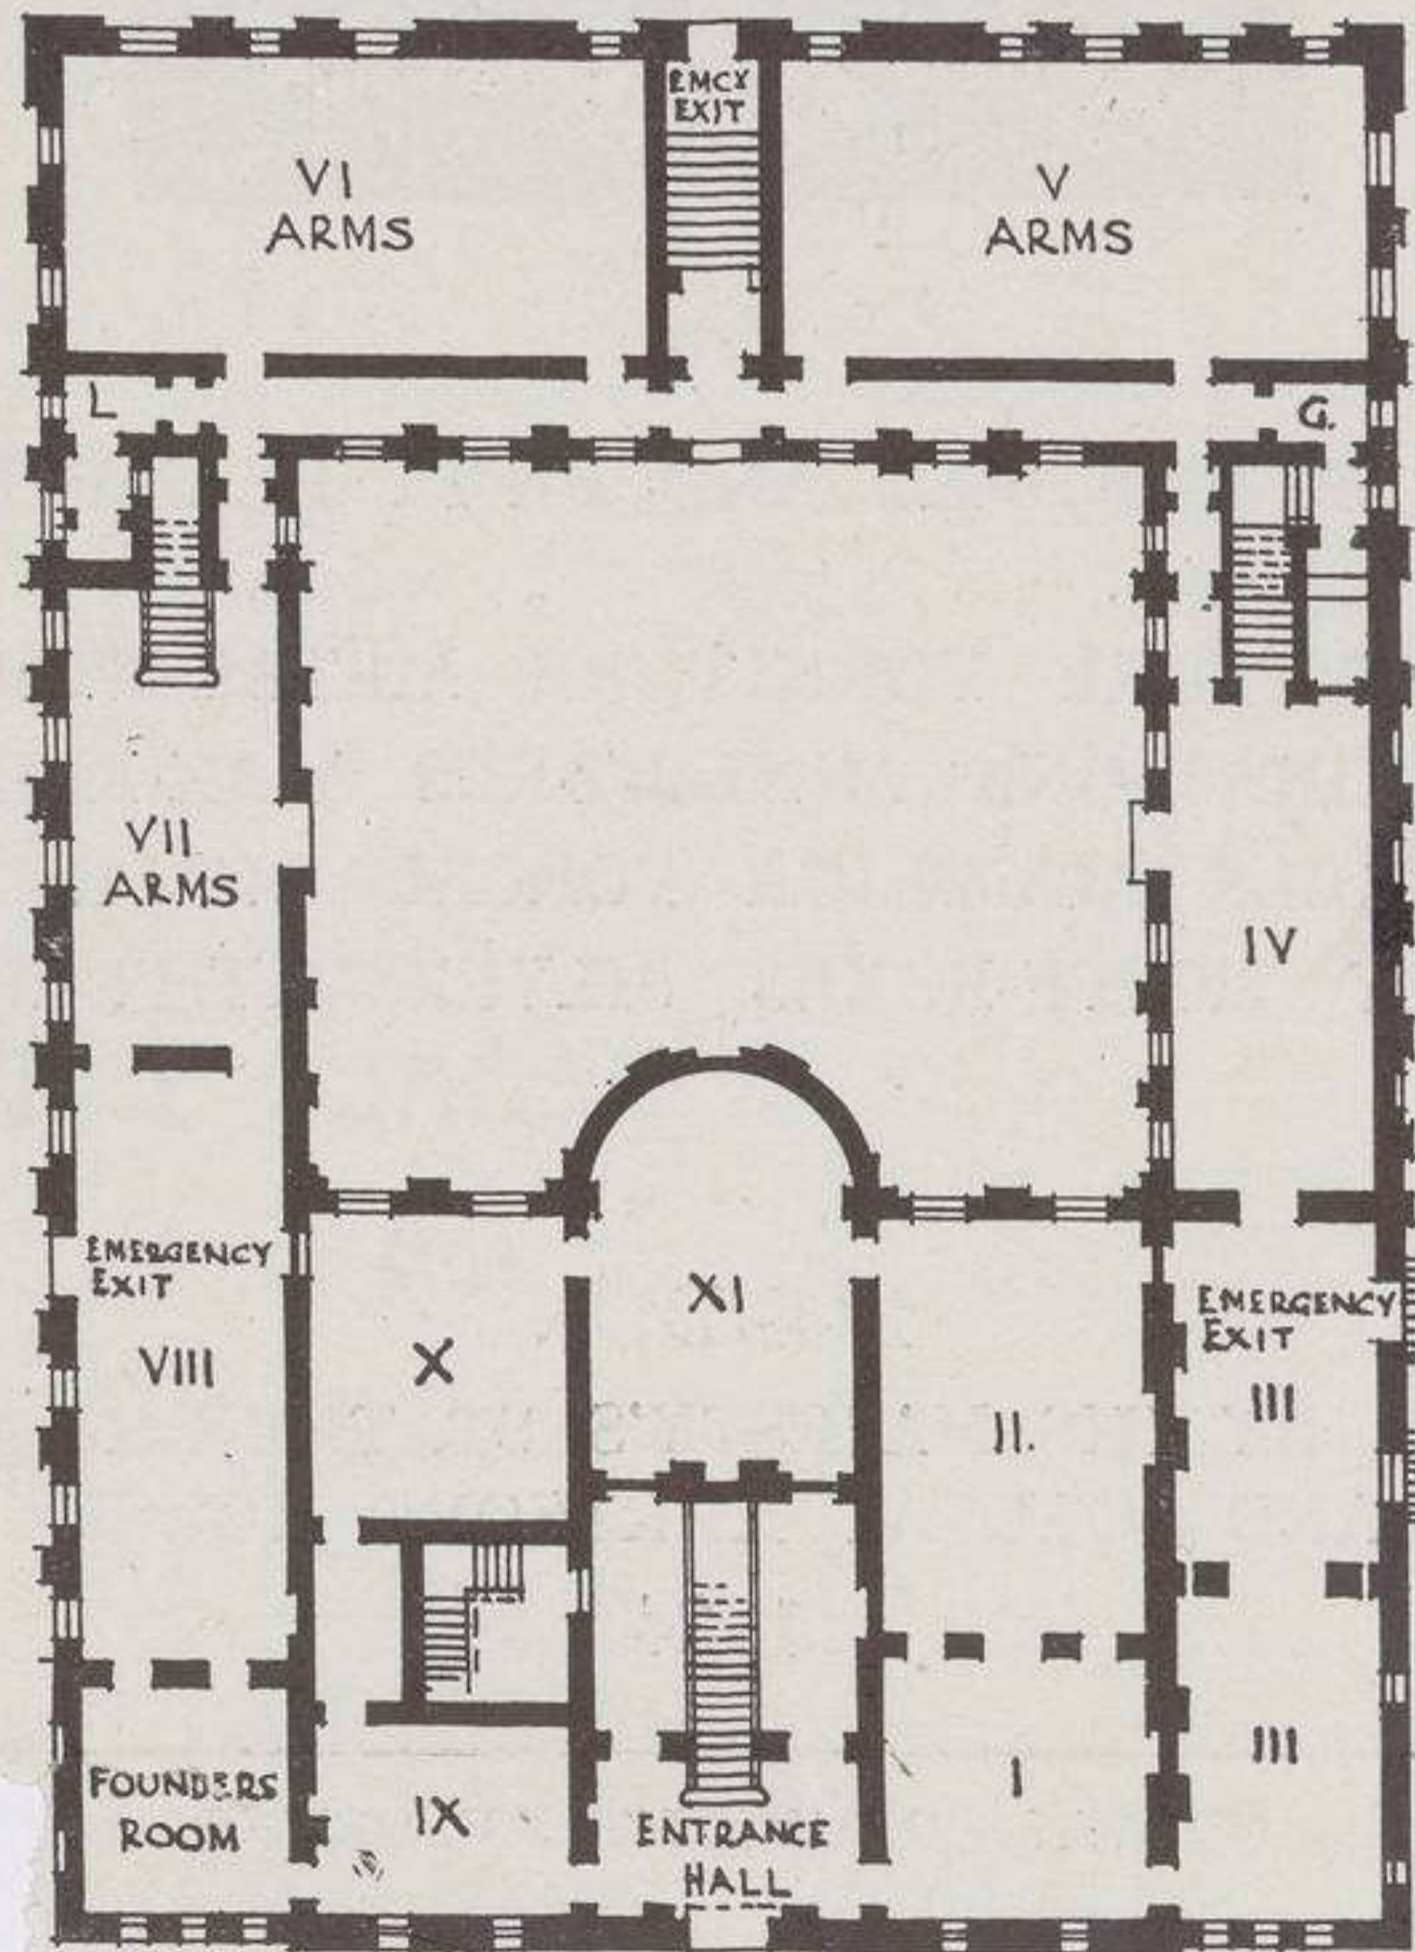 EMCY
EXIT
VI
ARMS
V
ARMS
L
G.
VII
ARMS
IV
EMERGENCY
EXIT
VIII
X
XI
II.
EMERGENCY
EXIT
III
III
FOUNDERS
ROOM
IX
ENTRANCE
HALL
I